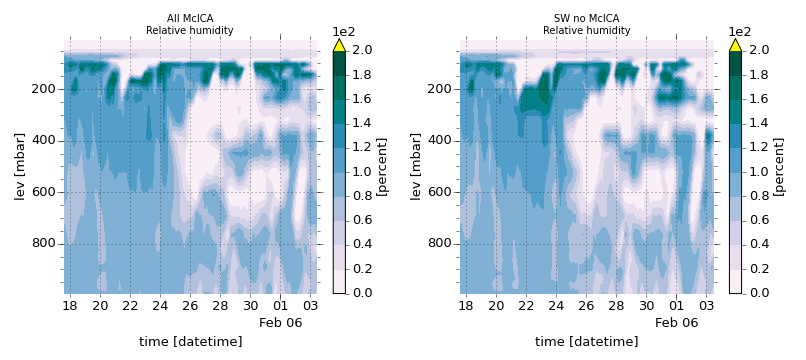 All McICA
Relative humidity
lev [mbar]
200
400
600
800
18 20 22 24 26 28 30 01 03
Feb 06
time [datetime]
1e2
2.0
1.8
1.6
1.4
1.2
1.0
0.8
0.6
0.4
0.2
0.0
[percent]
SW no McICA
Relative humidity
lev [mbar]
200
400
600
800
18 20 22 24 26 28 30 01 03
Feb 06
time [datetime]
1e2
2.0
1.8
1.6
1.4
1.2
1.0
0.8
0.6
0.4
0.2
0.0
[percent]